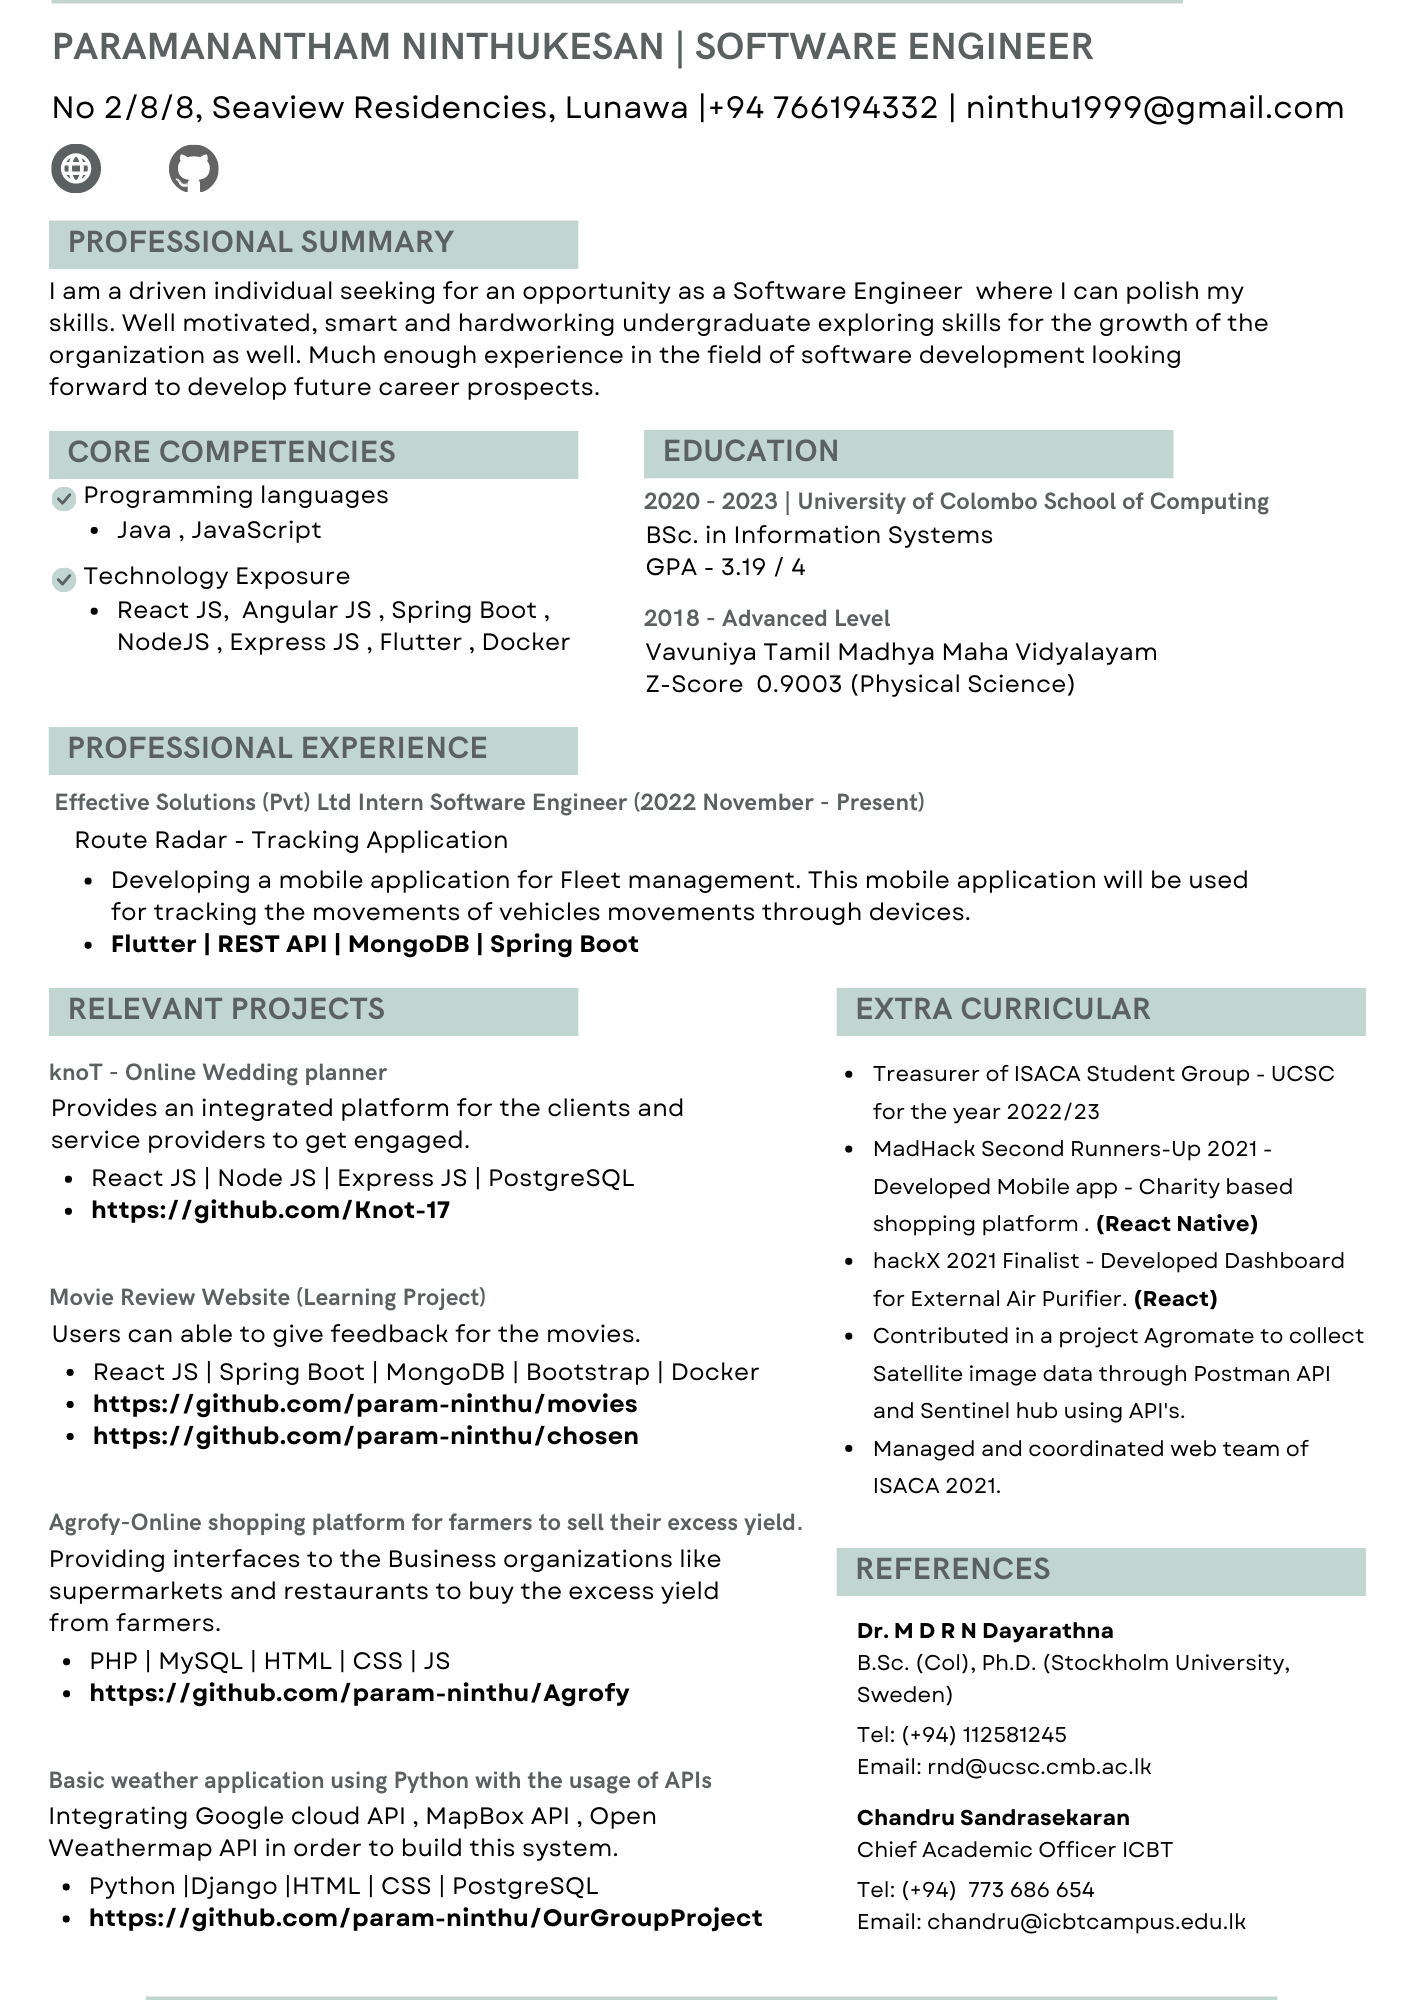 PARAMANANTHAM NINTHUKESAN | SOFTWARE ENGINEER
No 2/8/8, Seaview Residencies, Lunawa |+94 766194332 | ninthu1999@gmail.com
PROFESSIONAL SUMMARY
I am a driven individual seeking for an opportunity as a Software Engineer  where I can polish my
skills. Well motivated, smart and hardworking undergraduate exploring skills for the growth of the
organization as well. Much enough experience in the field of software development looking
forward to develop future career prospects.
CORE COMPETENCIES
Programming languages
• Java , JavaScript
Technology Exposure
• React JS,  Angular JS , Spring Boot ,
NodeJS , Express JS , Flutter , Docker
EDUCATION
2020 - 2023 | University of Colombo School of Computing
BSc. in Information Systems
GPA - 3.19 / 4
2018 - Advanced Level
Vavuniya Tamil Madhya Maha Vidyalayam
Z-Score  0.9003 (Physical Science)
PROFESSIONAL EXPERIENCE
Effective Solutions (Pvt) Ltd Intern Software Engineer (2022 November - Present)
Route Radar - Tracking Application
• Developing a mobile application for Fleet management. This mobile application will be used
for tracking the movements of vehicles movements through devices.
• Flutter | REST API | MongoDB | Spring Boot
RELEVANT PROJECTS
knoT - Online Wedding planner
Provides an integrated platform for the clients and
service providers to get engaged.
• React JS | Node JS | Express JS | PostgreSQL
• https://github.com/Knot-17
Movie Review Website (Learning Project)
Users can able to give feedback for the movies.
• React JS | Spring Boot | MongoDB | Bootstrap | Docker
• https://github.com/param-ninthu/movies
• https://github.com/param-ninthu/chosen
Agrofy-Online shopping platform for farmers to sell their excess yield.
Providing interfaces to the Business organizations like
supermarkets and restaurants to buy the excess yield
from farmers.
• PHP | MySQL | HTML | CSS | JS
• https://github.com/param-ninthu/Agrofy
Basic weather application using Python with the usage of APIs
Integrating Google cloud API , MapBox API , Open
Weathermap API in order to build this system.
• Python |Django |HTML | CSS | PostgreSQL
• https://github.com/param-ninthu/OurGroupProject
EXTRA CURRICULAR
• Treasurer of ISACA Student Group - UCSC
for the year 2022/23
• MadHack Second Runners-Up 2021 -
Developed Mobile app - Charity based
shopping platform . (React Native)
• hackX 2021 Finalist - Developed Dashboard
for External Air Purifier. (React)
• Contributed in a project Agromate to collect
Satellite image data through Postman API
and Sentinel hub using API's.
• Managed and coordinated web team of
ISACA 2021.
REFERENCES
Dr. M D R N Dayarathna
B.Sc. (Col), Ph.D. (Stockholm University,
Sweden)
Tel: (+94) 112581245
Email: rnd@ucsc.cmb.ac.lk
Chandru Sandrasekaran
Chief Academic Officer ICBT
Tel: (+94)  773 686 654
Email: chandru@icbtcampus.edu.lk